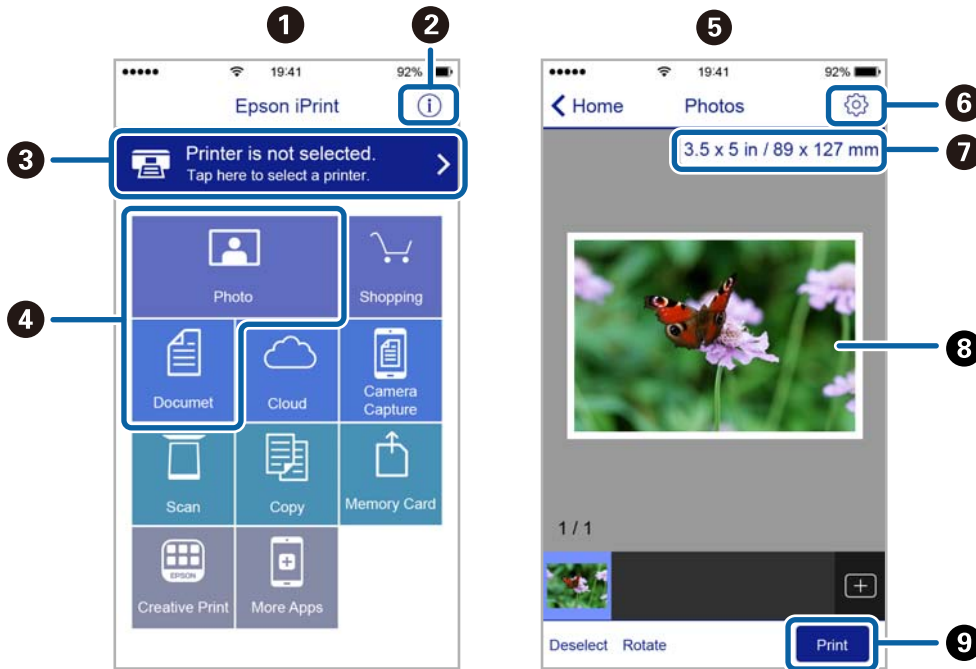 1
2
19:41
92%
Epson iPrint
i
3
Printer is not selected.
Tap here to select a printer.
4
Photo
Shopping
Documet
Cloud
Camera
Capture
Scan
Copy
Memory Card
EPSON
Creative Print
More Apps
5
19:41
92%
Home
Photos
6
3.5 x 5 in / 89 x 127 mm
7
8
1 / 1
Deselect
Rotate
Print
9